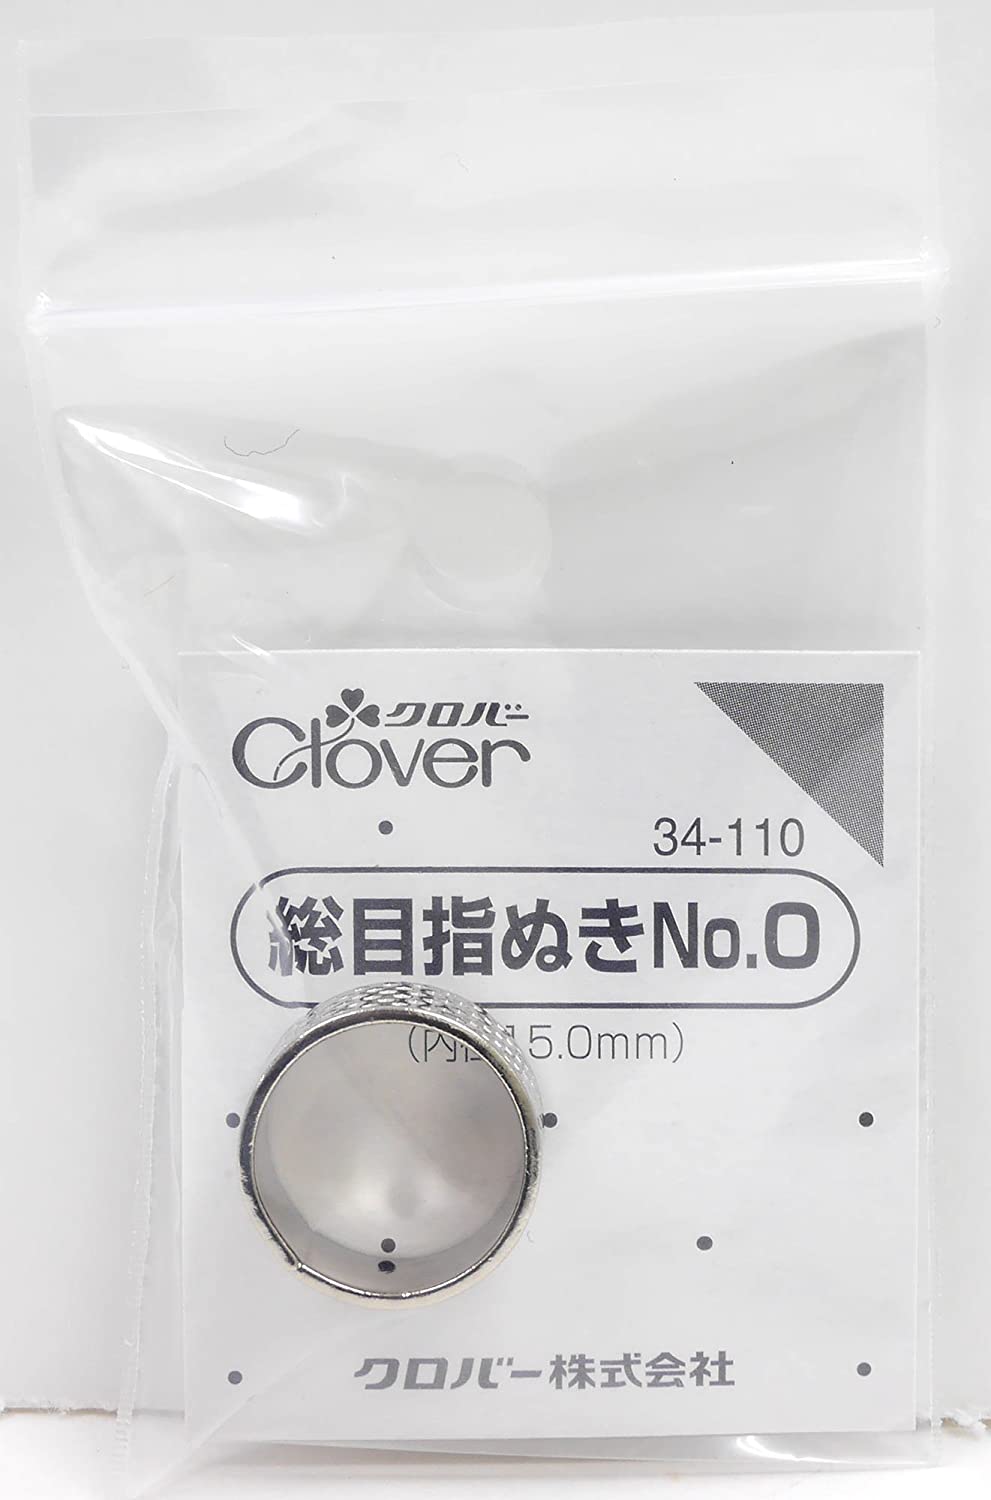 クロバー
Clover
34-110
総目指ぬきNo.0
(内 15.0mm)
クロバー株式会社